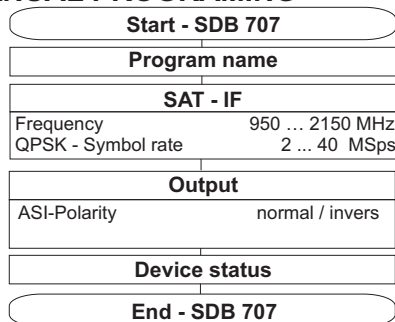 Start - SDB 707
Program name
SAT - IF
Frequency 950 ... 2150 MHz
QPSK - Symbol rate 2 ... 40 MSps
Output
ASI-Polarity normal / invers
Device status
End - SDB 707